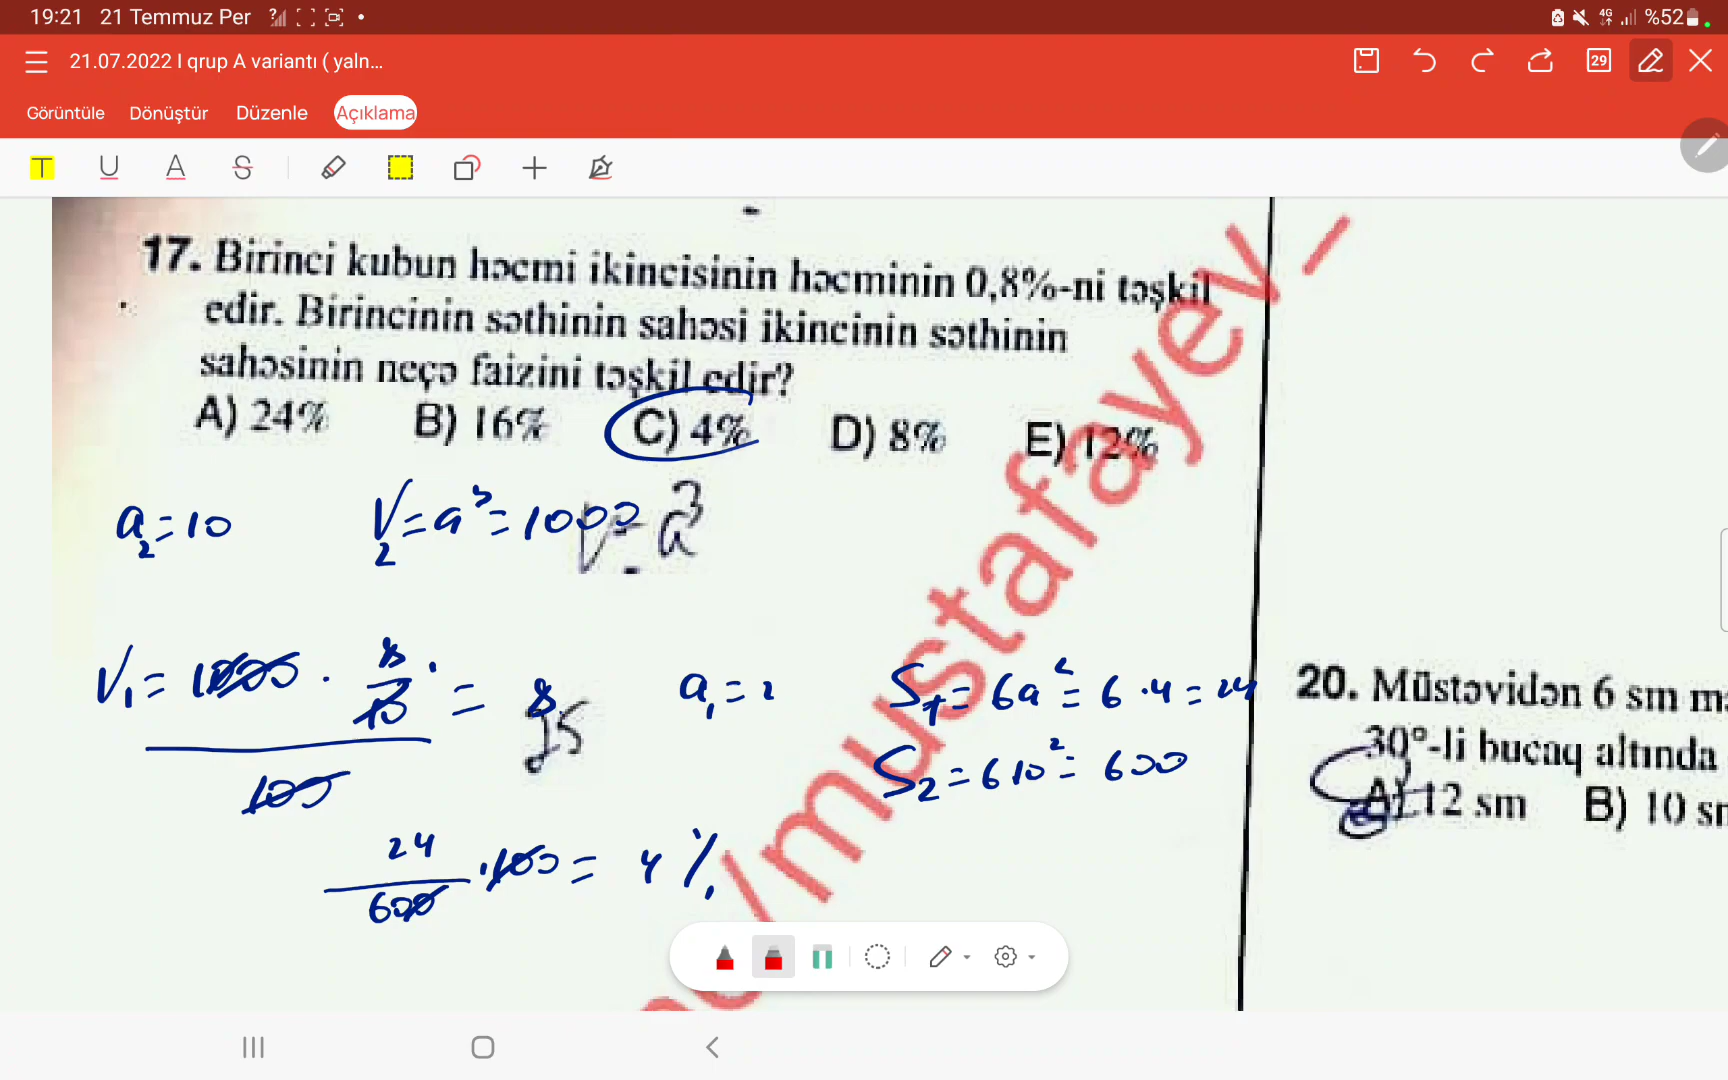 19:21 21 Temmuz Per
4G %52
21.07.2022 I qrup A variantı ( yaln...
29
Görüntüle Dönüştür Düzenle Açıklama
T U A S
17. Birinci kubun həcmi ikincisinin həcminin 0,8%-ni təşkil
edir. Birincinin səthinin sahəsi ikincinin səthinin
sahəsinin neçə faizini təşkil edir?
A) 24% B) 16% C) 4% D) 8% E) 12%
a₂=10 V₂=a³=1000 V=a³
V₁= 1000 · 8/10 / 100 = 8 a₁=2 S₁=6a²=6·4=24
S₂=6 10²=600
24/600 ·100= 4%
/mustafayev_
20. Müstəvidən 6 sm
30°-li bucaq altında
A) 12 sm B) 10